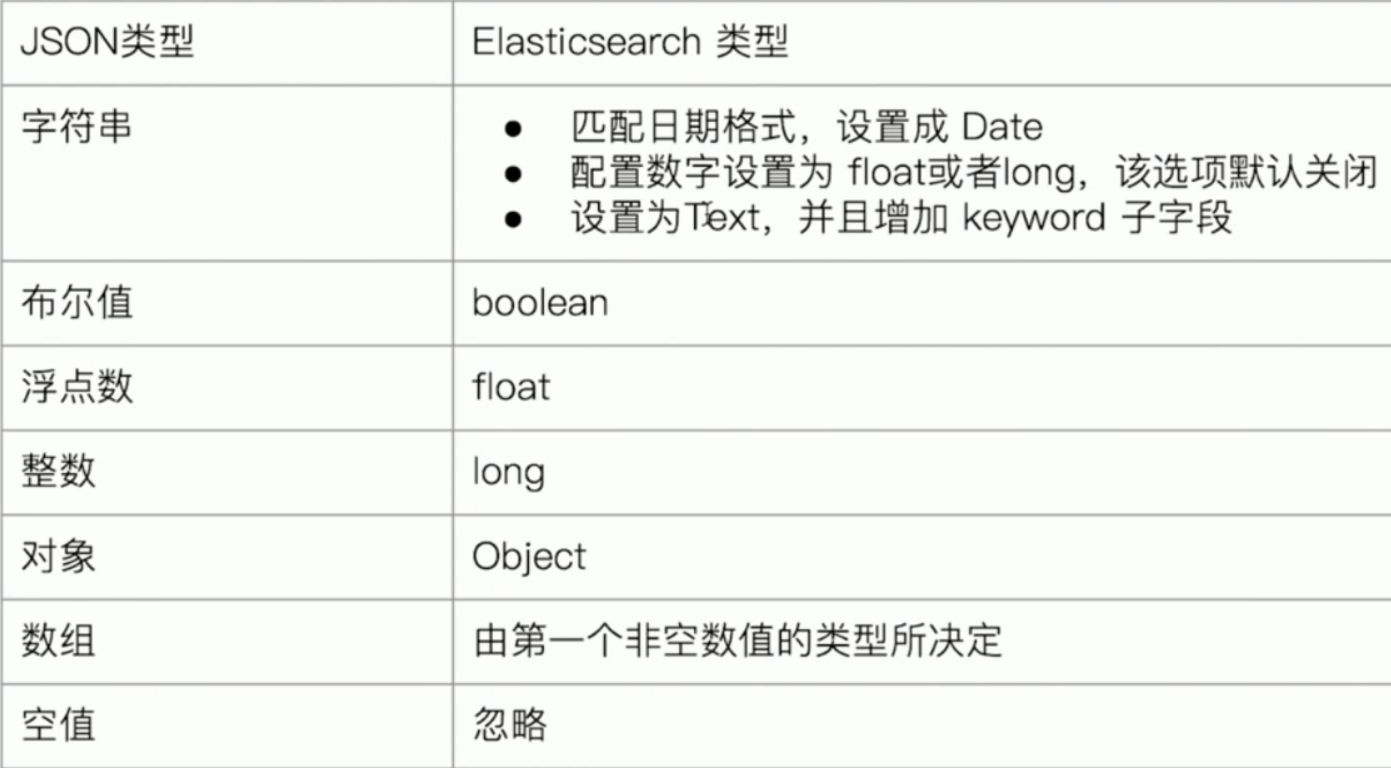 JSON类型
Elasticsearch 类型
字符串
● 匹配日期格式，设置成 Date
● 配置数字设置为 float或者long，该选项默认关闭
● 设置为Text，并且增加 keyword 子字段
布尔值
boolean
浮点数
float
整数
long
对象
Object
数组
由第一个非空数值的类型所决定
空值
忽略